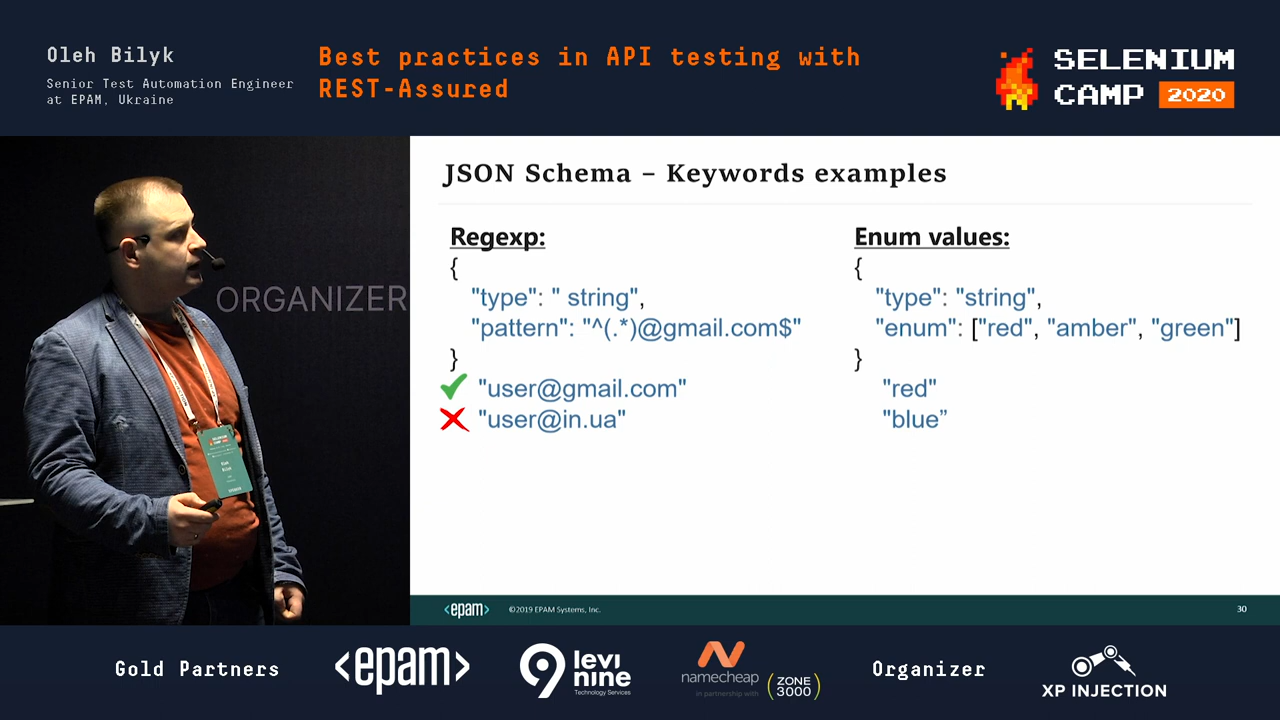 Oleh Bilyk
Senior Test Automation Engineer
at EPAM, Ukraine
Best practices in API testing with
REST-Assured
SELENIUM
CAMP 2020
ORGANIZER
JSON Schema – Keywords examples
Regexp:
{
"type": " string",
"pattern": "^(.*)@gmail.com$"
}
"user@gmail.com"
"user@in.ua"
Enum values:
{
"type": "string",
"enum": ["red", "amber", "green"]
}
"red"
"blue”
<epam>
©2019 EPAM Systems, Inc.
30
Gold Partners
<epam>
9 levi
nine
Technology Services
namecheap
in partnership with
ZONE
3000
Organizer
XP INJECTION